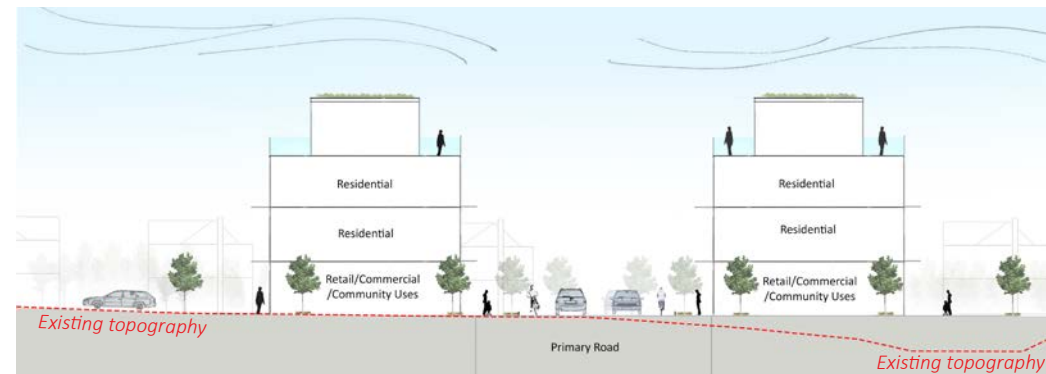 Residential
Residential
Residential
Residential
Retail/Commercial
/Community Uses
Retail/Commercial
/Community Uses
Existing topography
Primary Road
Existing topography